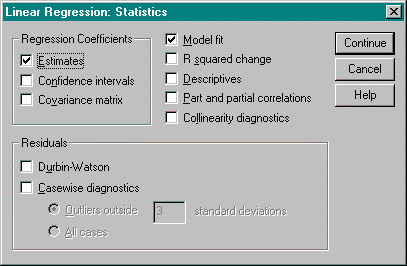 Linear Regression: Statistics
Regression Coefficients
Estimates
Confidence intervals
Covariance matrix
Model fit
R squared change
Descriptives
Part and partial correlations
Collinearity diagnostics
Continue
Cancel
Help
Residuals
Durbin-Watson
Casewise diagnostics
Outliers outside 3 standard deviations
All cases